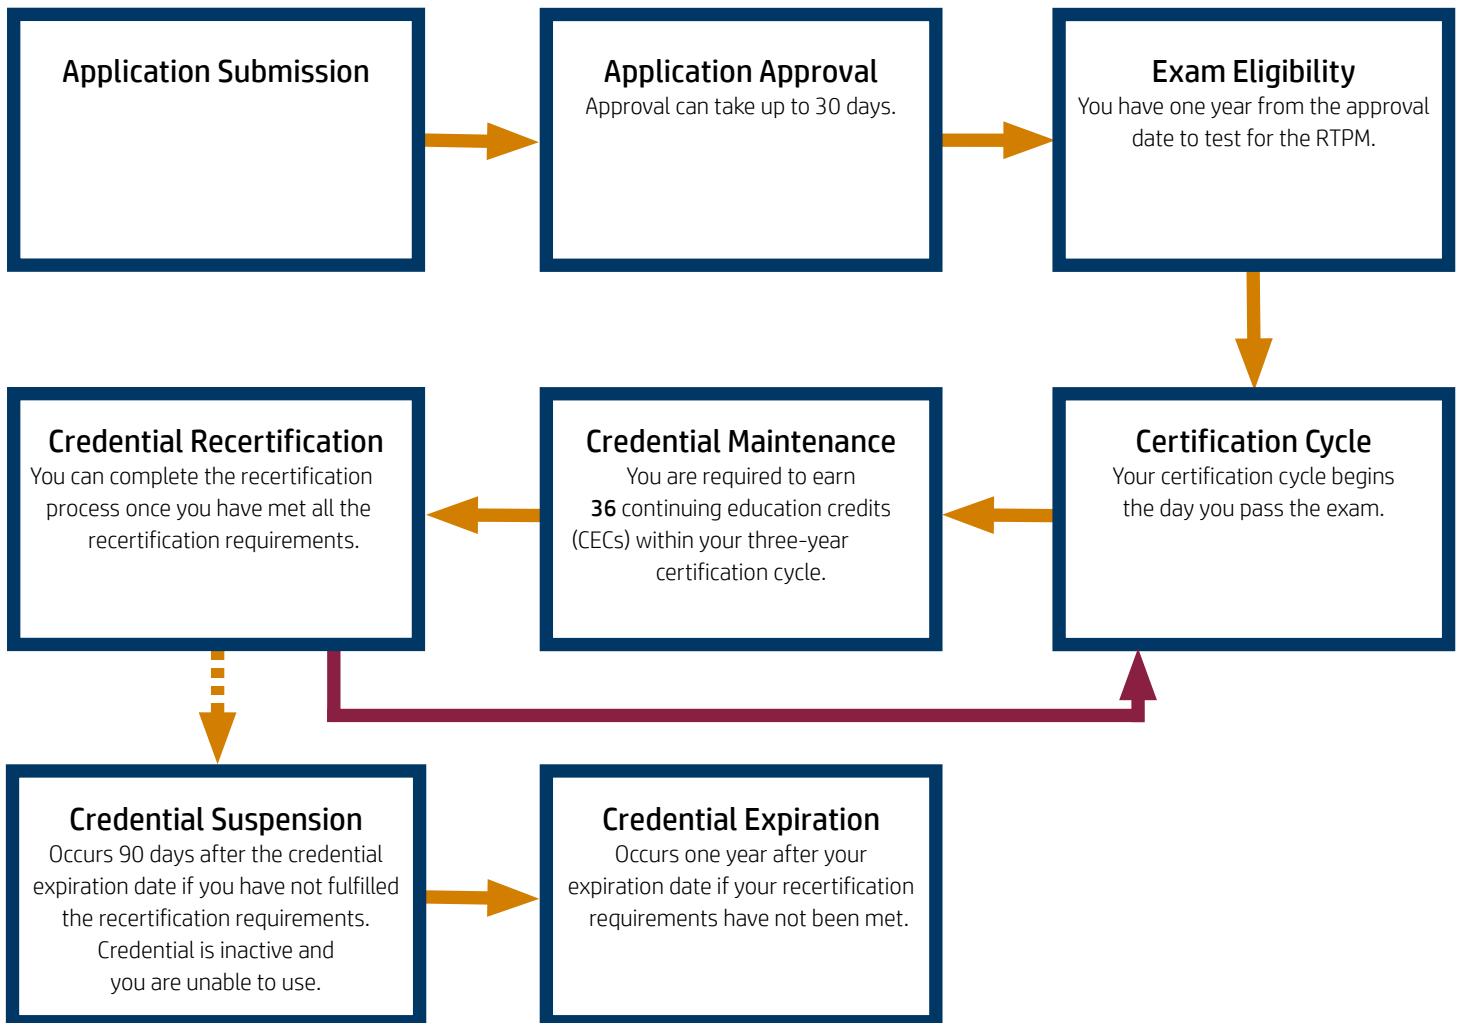 Application Submission
Application Approval
Approval can take up to 30 days.
Exam Eligibility
You have one year from the approval
date to test for the RTPM.
Credential Recertification
You can complete the recertification
process once you have met all the
recertification requirements.
Credential Maintenance
You are required to earn
36 continuing education credits
(CECs) within your three-year
certification cycle.
Certification Cycle
Your certification cycle begins
the day you pass the exam.
Credential Suspension
Occurs 90 days after the credential
expiration date if you have not fulfilled
the recertification requirements.
Credential is inactive and
you are unable to use.
Credential Expiration
Occurs one year after your
expiration date if your recertification
requirements have not been met.